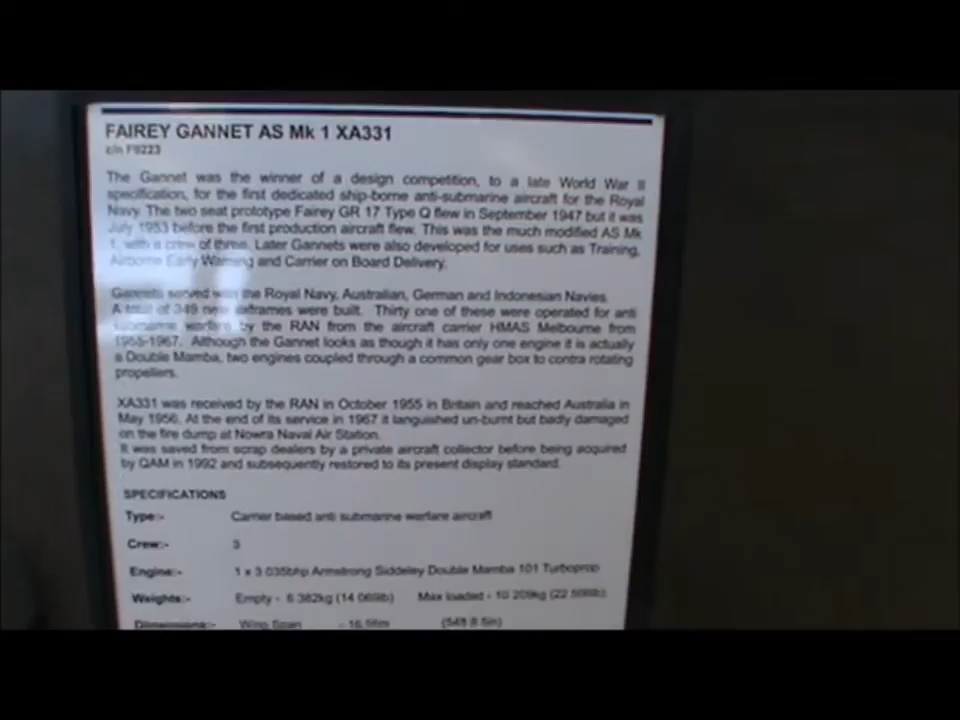 FAIREY GANNET AS Mk 1 XA331
c/n F9223
The Gannet was the winner of a design competition, to a late World War II
specification, for the first dedicated ship-borne anti-submarine aircraft for the Royal
Navy. The two seat prototype Fairey GR 17 Type Q flew in September 1947 but it was
July 1953 before the first production aircraft flew. This was the much modified AS Mk
1, with a crew of three. Later Gannets were also developed for uses such as Training,
Airborne Early Warning and Carrier on Board Delivery.
Gannets served with the Royal Navy, Australian, German and Indonesian Navies.
A total of 349 new airframes were built. Thirty one of these were operated for anti
submarine warfare by the RAN from the aircraft carrier HMAS Melbourne from
1955-1967. Although the Gannet looks as though it has only one engine it is actually
a Double Mamba, two engines coupled through a common gear box to contra rotating
propellers.
XA331 was received by the RAN in October 1955 in Britain and reached Australia in
May 1956. At the end of its service in 1967 it languished un-burnt but badly damaged
on the fire dump at Nowra Naval Air Station.
It was saved from scrap dealers by a private aircraft collector before being acquired
by QAM in 1992 and subsequently restored to its present display standard.
SPECIFICATIONS
Type:- Carrier based anti submarine warfare aircraft
Crew:- 3
Engine:- 1 x 3 035bhp Armstrong Siddeley Double Mamba 101 Turboprop
Weights:- Empty - 6 382kg (14 069lb) Max loaded - 10 209kg
Dimensions:- Wing Span - 16.56m